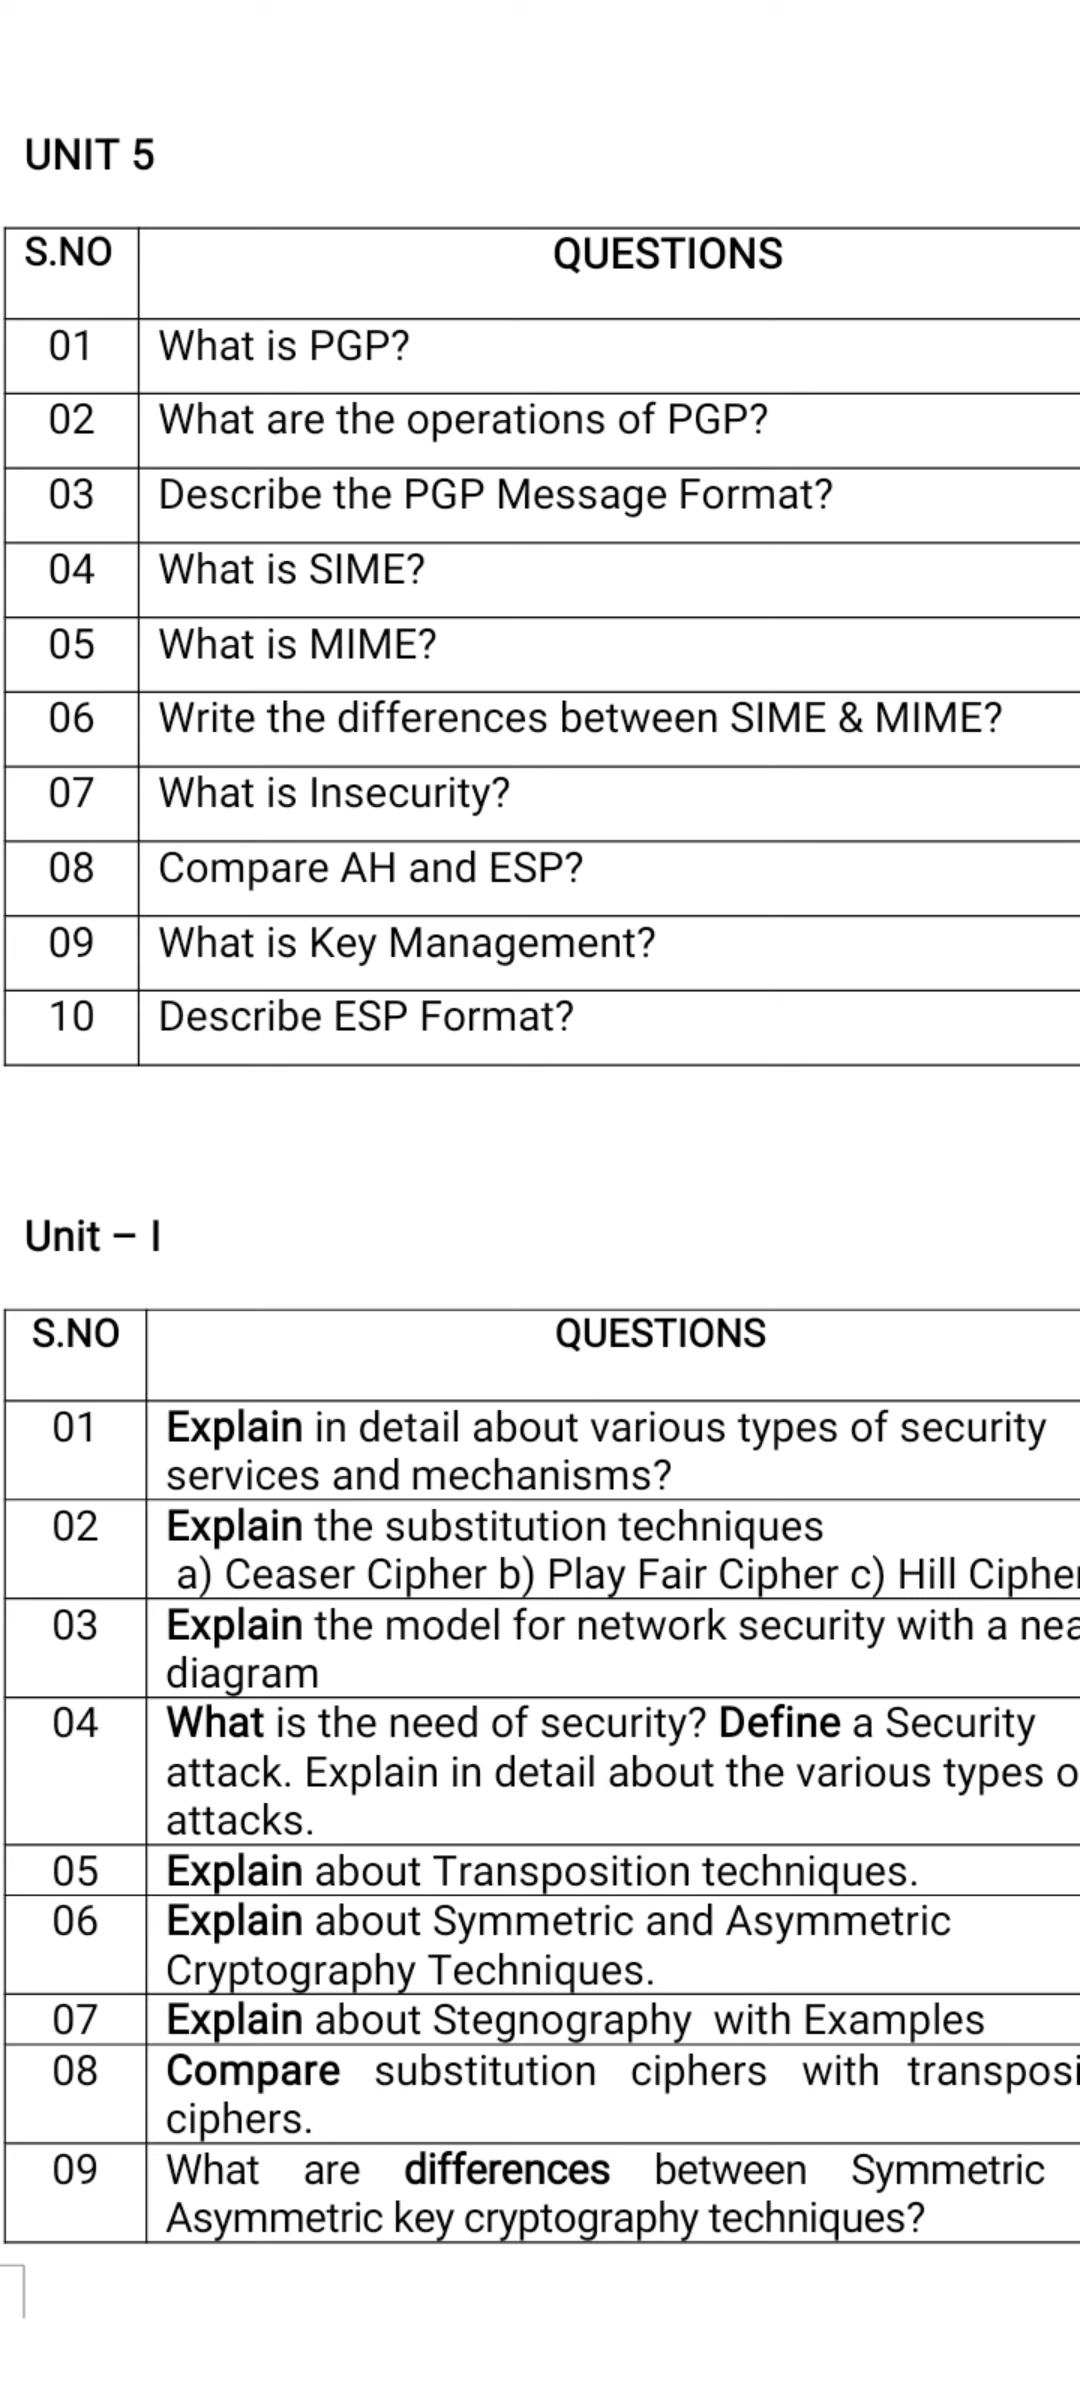 UNIT 5
S.NO QUESTIONS
01 What is PGP?
02 What are the operations of PGP?
03 Describe the PGP Message Format?
04 What is SIME?
05 What is MIME?
06 Write the differences between SIME & MIME?
07 What is Insecurity?
08 Compare AH and ESP?
09 What is Key Management?
10 Describe ESP Format?
Unit – I
S.NO QUESTIONS
01 Explain in detail about various types of security
services and mechanisms?
02 Explain the substitution techniques
a) Ceaser Cipher b) Play Fair Cipher c) Hill Cipher
03 Explain the model for network security with a nea
diagram
04 What is the need of security? Define a Security
attack. Explain in detail about the various types o
attacks.
05 Explain about Transposition techniques.
06 Explain about Symmetric and Asymmetric
Cryptography Techniques.
07 Explain about Stegnography with Examples
08 Compare substitution ciphers with transposi
ciphers.
09 What are differences between Symmetric
Asymmetric key cryptography techniques?